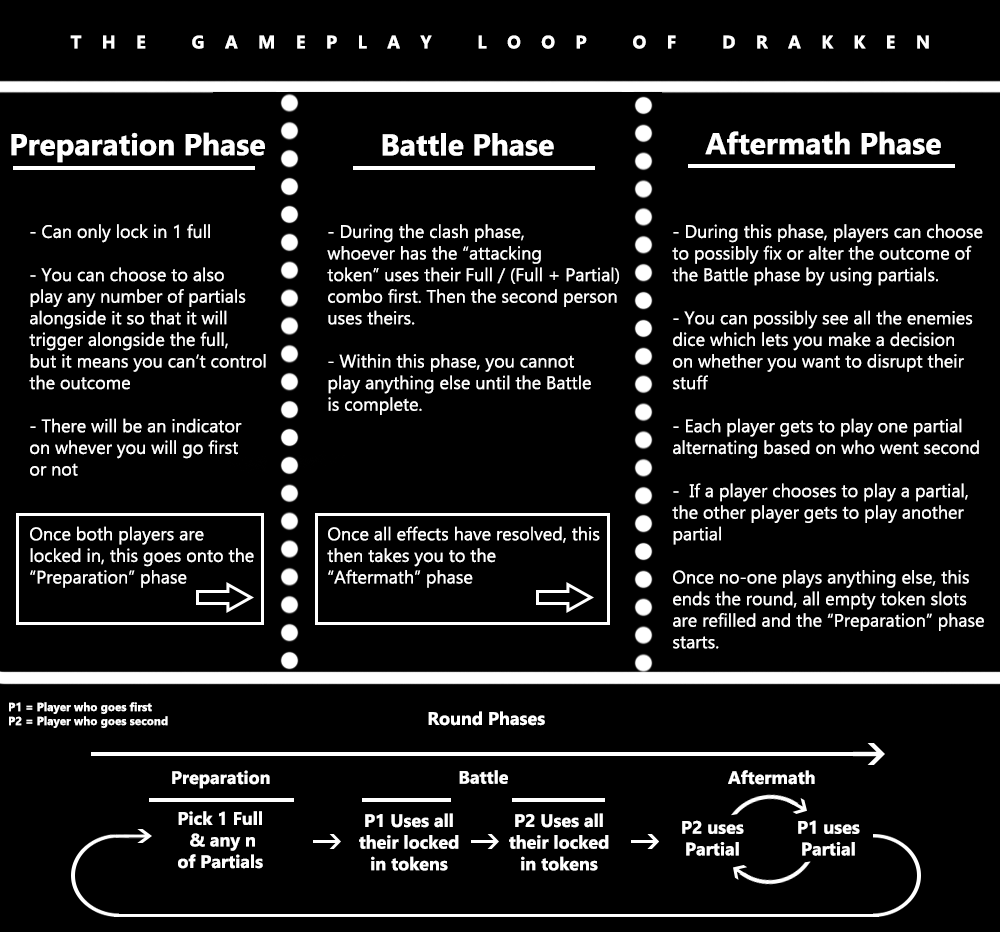 THE GAMEPLAY LOOP OF DRAKKEN
Preparation Phase
- Can only lock in 1 full
- You can choose to also
play any number of partials
alongside it so that it will
trigger alongside the full,
but it means you can't control
the outcome
- There will be an indicator
on whever you will go first
or not
Once both players are
locked in, this goes onto the
“Preparation” phase
Battle Phase
- During the clash phase,
whoever has the “attacking
token” uses their Full / (Full + Partial)
combo first. Then the second person
uses theirs.
- Within this phase, you cannot
play anything else until the Battle
is complete.
Once all effects have resolved, this
then takes you to the
“Aftermath” phase
Aftermath Phase
- During this phase, players can choose
to possibly fix or alter the outcome of
the Battle phase by using partials.
- You can possibly see all the enemies
dice which lets you make a decision
on whether you want to disrupt their
stuff
- Each player gets to play one partial
alternating based on who went second
- If a player chooses to play a partial,
the other player gets to play another
partial
Once no-one plays anything else, this
ends the round, all empty token slots
are refilled and the “Preparation” phase
starts.
P1 = Player who goes first
P2 = Player who goes second
Round Phases
Preparation
Pick 1 Full
& any n
of Partials
Battle
P1 Uses all
their locked
in tokens
P2 Uses all
their locked
in tokens
Aftermath
P2 uses
Partial
P1 uses
Partial